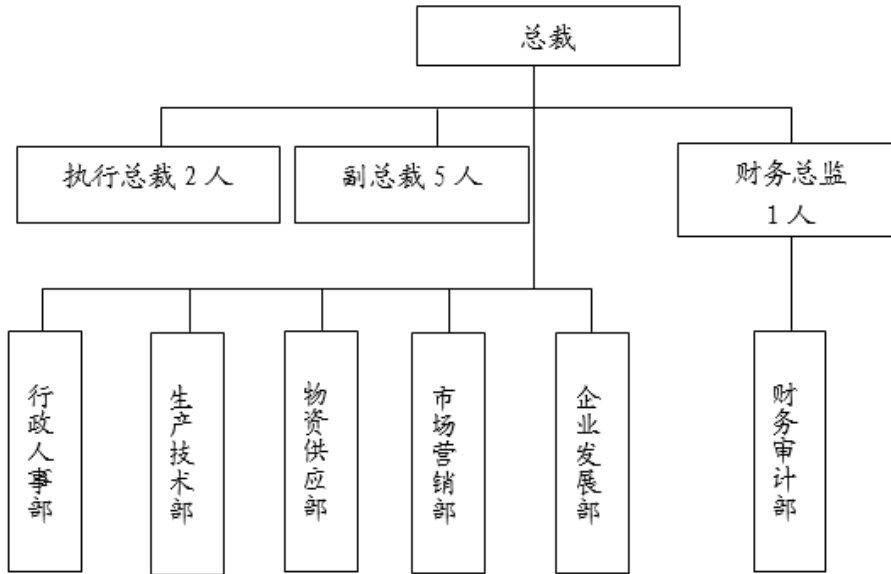 总裁
执行总裁 2 人
副总裁 5 人
财务总监
1 人
行政人事部
生产技术部
物资供应部
市场营销部
企业发展部
财务审计部